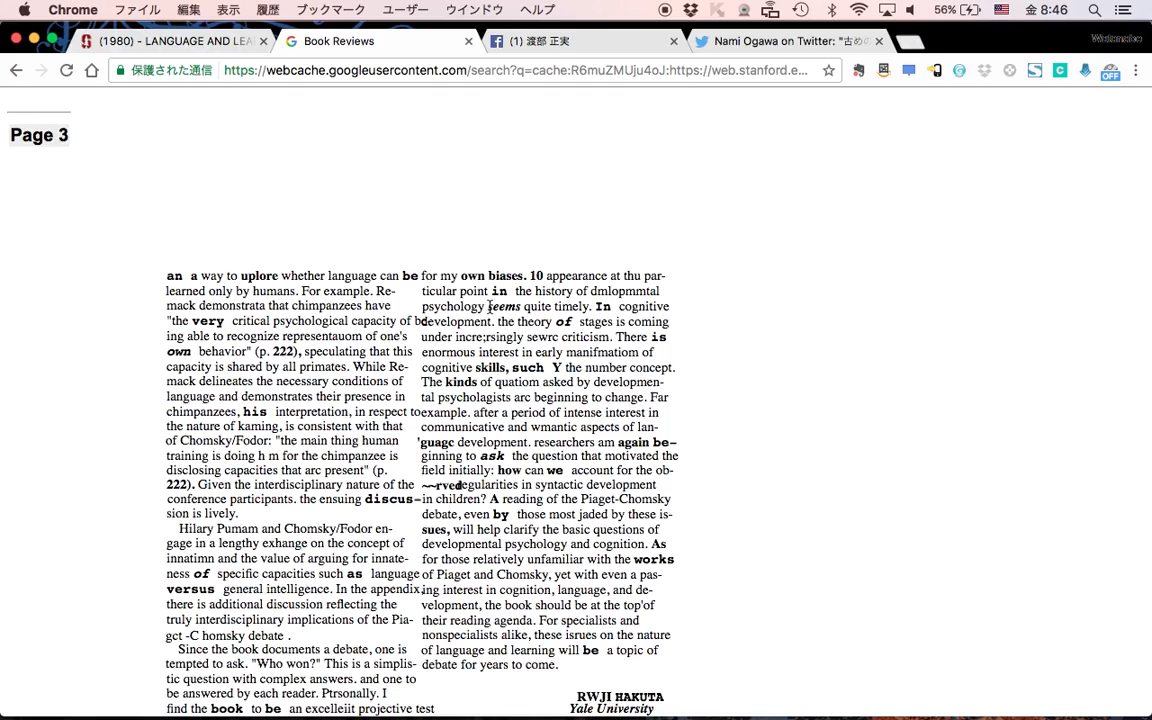 Chrome ファイル 編集 表示 履歴 ブックマーク ユーザー ウインドウ ヘルプ 56% 金 8:46
(1980) - LANGUAGE AND LEA
Book Reviews
(1) 渡部 正実
Nami Ogawa on Twitter: "古めの
Watanabe
保護された通信 https://webcache.googleusercontent.com/search?q=cache:R6muZMUju4oJ:https://web.stanford.e...
OFF
Page 3
an a way to uplore whether language can be
learned only by humans. For example. Re-
mack demonstrata that chimpanzees have
"the very critical psychological capacity of be
ing able to recognize representauom of one's
own behavior" (p. 222), speculating that this
capacity is shared by all primates. While Re-
mack delineates the necessary conditions of
language and demonstrates their presence in
chimpanzees, his interpretation, in respect to
the nature of kaming, is consistent with that
of Chomsky/Fodor: "the main thing human
training is doing h m for the chimpanzee is
disclosing capacities that arc present" (p.
222). Given the interdisciplinary nature of the
conference participants. the ensuing discus-
sion is lively.
Hilary Pumam and Chomsky/Fodor en-
gage in a lengthy exhange on the concept of
innatimn and the value of arguing for innate-
ness of specific capacities such as language
versus general intelligence. In the appendix,
there is additional discussion reflecting the
truly interdisciplinary implications of the Pia-
gct -C homsky debate .
Since the book documents a debate, one is
tempted to ask. "Who won?" This is a simplis-
tic question with complex answers. and one to
be answered by each reader. Ptrsonally. I
find the book to be an excelleiit projective test
for my own biases. 10 appearance at thu par-
ticular point in the history of dmlopmmtal
psychology seems quite timely. In cognitive
development. the theory of stages is coming
under incre;rsingly sewrc criticism. There is
enormous interest in early manifmatiom of
cognitive skills, such Y the number concept.
The kinds of quatiom asked by developmen-
tal psychalagists arc beginning to change. Far
example. after a period of intense interest in
communicative and wmantic aspects of lan-
'guagc development. researchers am again be-
ginning to ask the question that motivated the
field initially: how can we account for the ob-
~~rved regularities in syntactic development
in children? A reading of the Piaget-Chomsky
debate, even by those most jaded by these is-
sues, will help clarify the basic questions of
developmental psychology and cognition. As
for those relatively unfamiliar with the works
of Piaget and Chomsky, yet with even a pas-
ing interest in cognition, language, and de-
velopment, the book should be at the top'of
their reading agenda. For specialists and
nonspecialists alike, these isrues on the nature
of language and learning will be a topic of
debate for years to come.
RWJI HAKUTA
Yale University